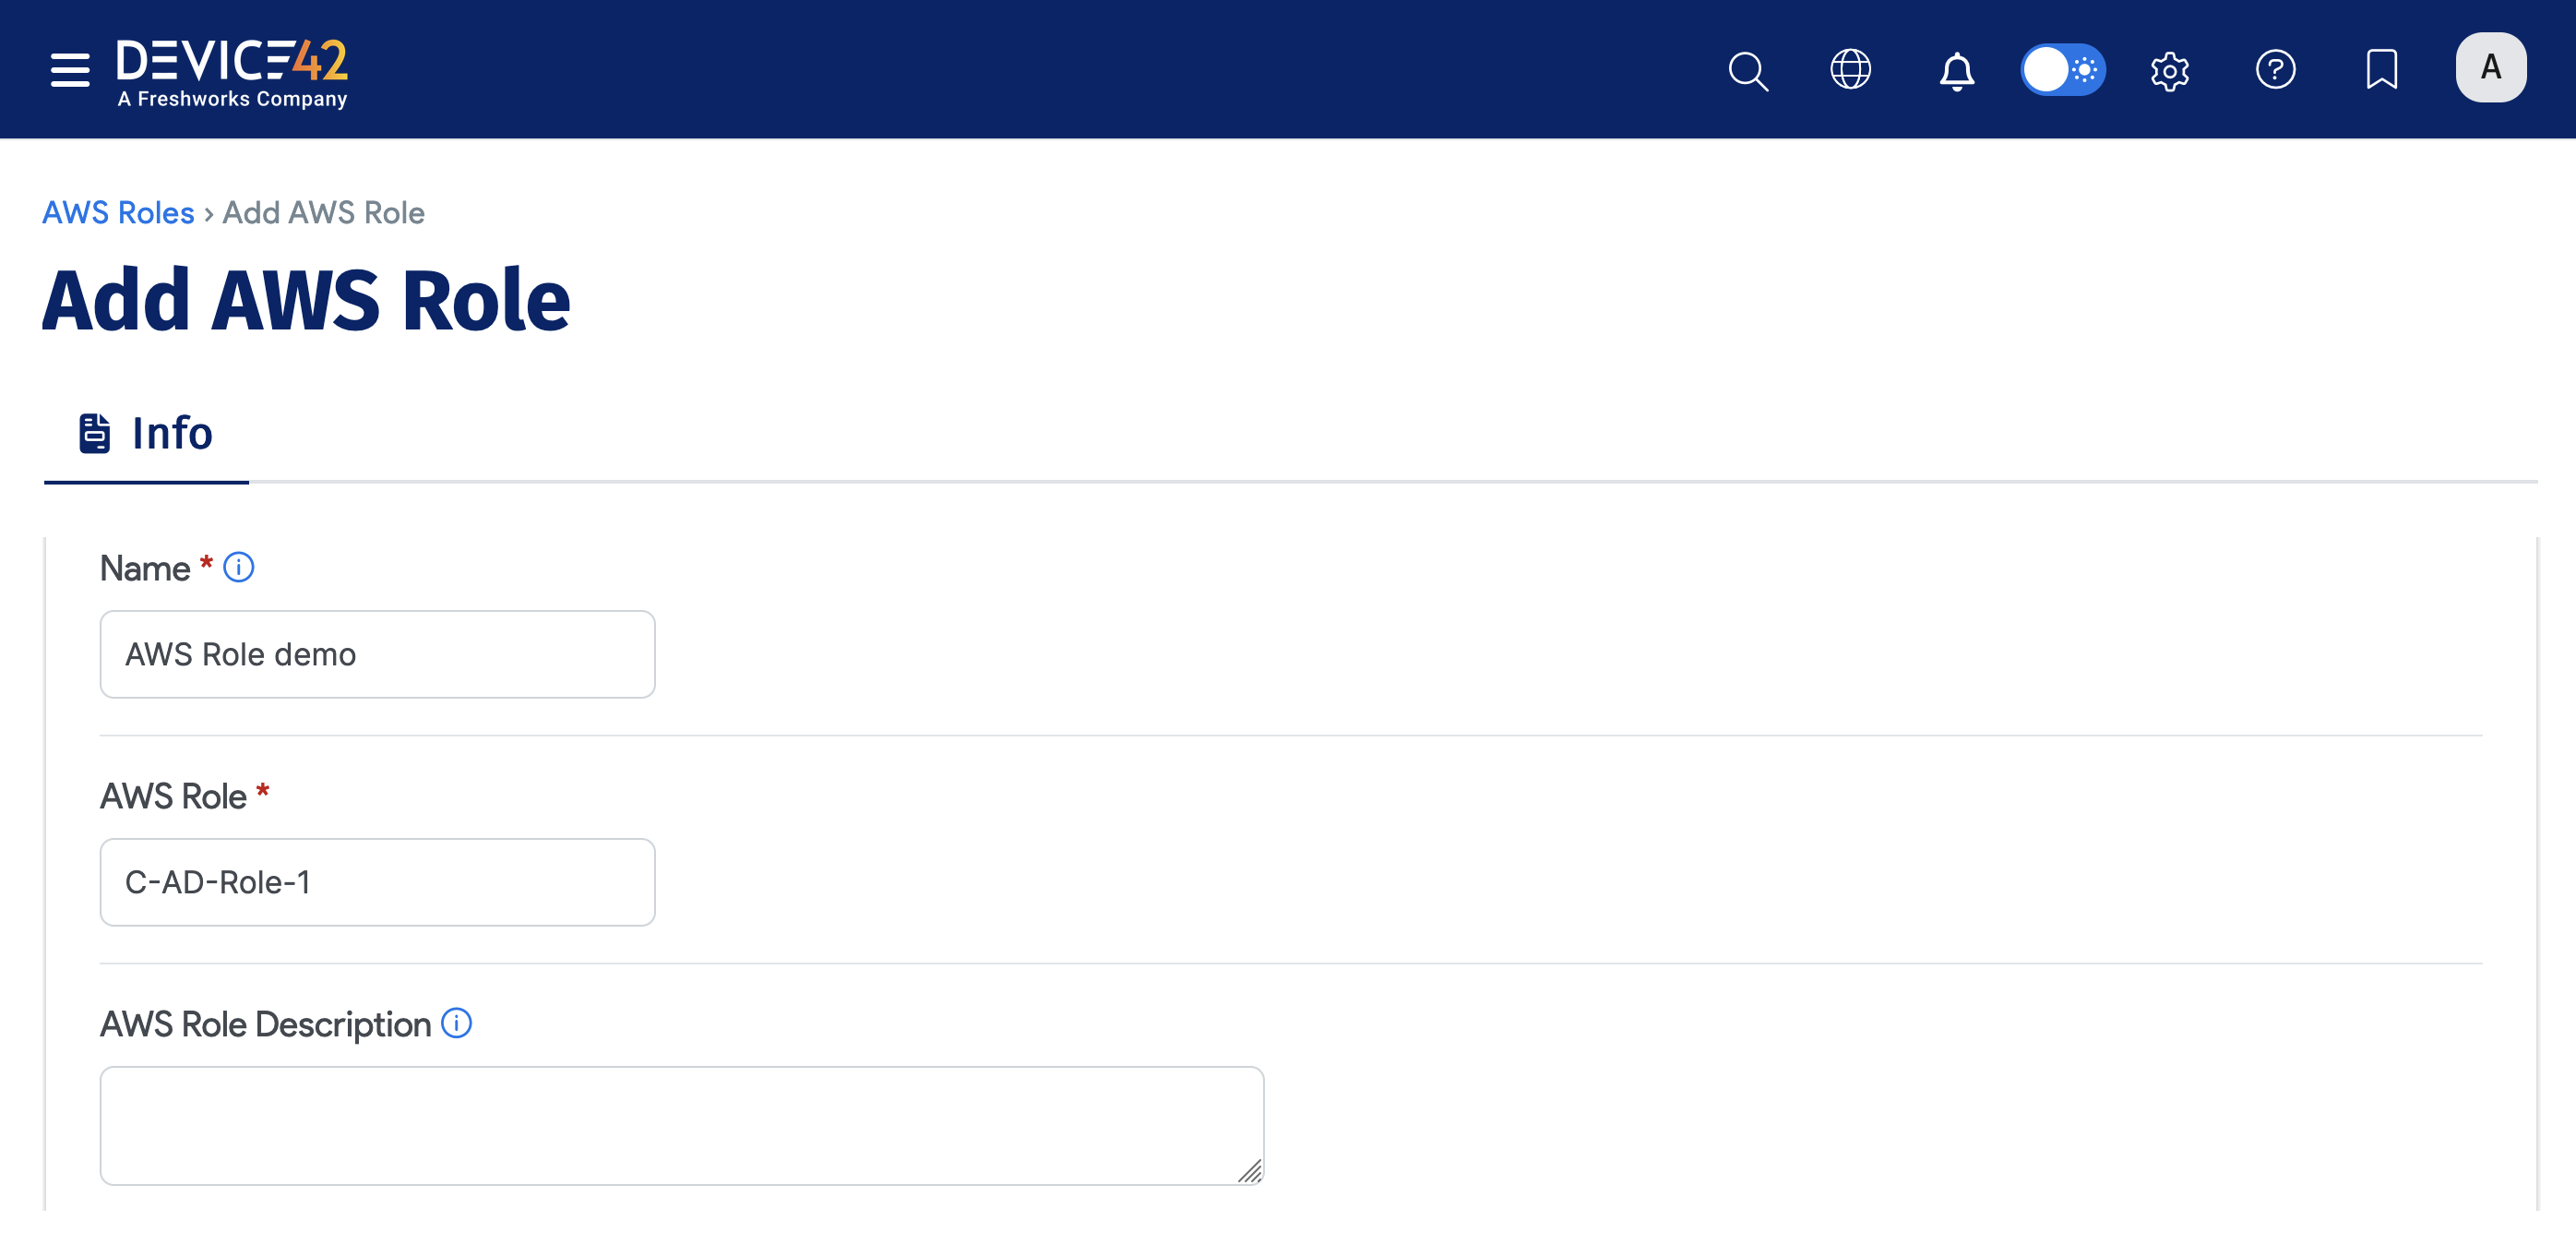 DEVICE42
A Freshworks Company
A
AWS Roles › Add AWS Role
Add AWS Role
Info
Name *
AWS Role demo
AWS Role *
C-AD-Role-1
AWS Role Description